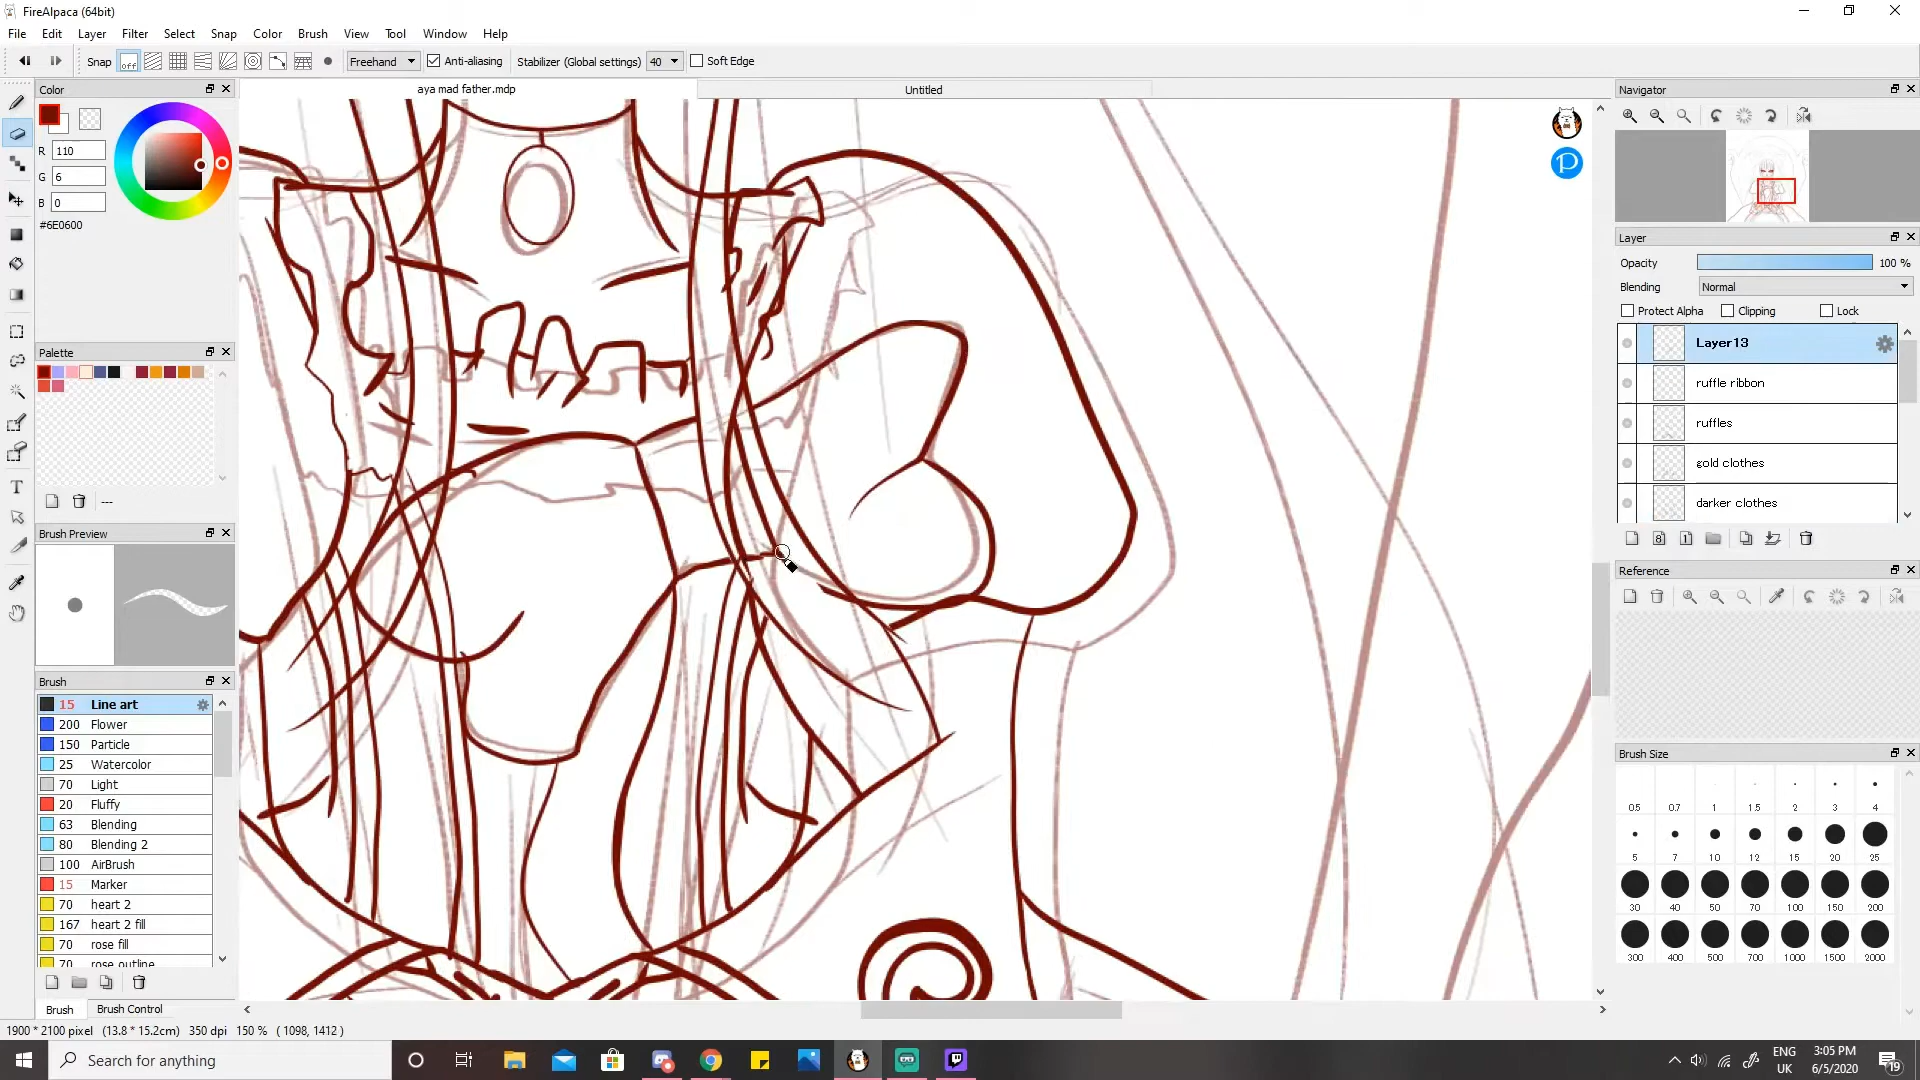 FireAlpaca (64bit)
File Edit Layer Filter Select Snap Color Brush View Tool Window Help
Snap off Freehand Anti-aliasing Stabilizer (Global settings) 40 Soft Edge
Color
aya mad father.mdp
Untitled
Navigator
R 110
G 6
B 0
#6E0600
P
Layer
Opacity 100 %
Blending Normal
Protect Alpha Clipping Lock
Layer13
ruffle ribbon
ruffles
gold clothes
darker clothes
8 1
Palette
---
T
Brush Preview
Reference
Brush
15 Line art
200 Flower
150 Particle
25 Watercolor
70 Light
20 Fluffy
63 Blending
80 Blending 2
100 AirBrush
15 Marker
70 heart 2
167 heart 2 fill
70 rose fill
70 rose outline
Brush Size
0.5 0.7 1 1.5 2 3 4
5 7 10 12 15 20 25
30 40 50 70 100 150 200
300 400 500 700 1000 1500 2000
Brush Brush Control
1900 * 2100 pixel (13.8 * 15.2cm) 350 dpi 150 % ( 1098, 1412 )
Search for anything
ENG
UK
3:05 PM
6/5/2020
19